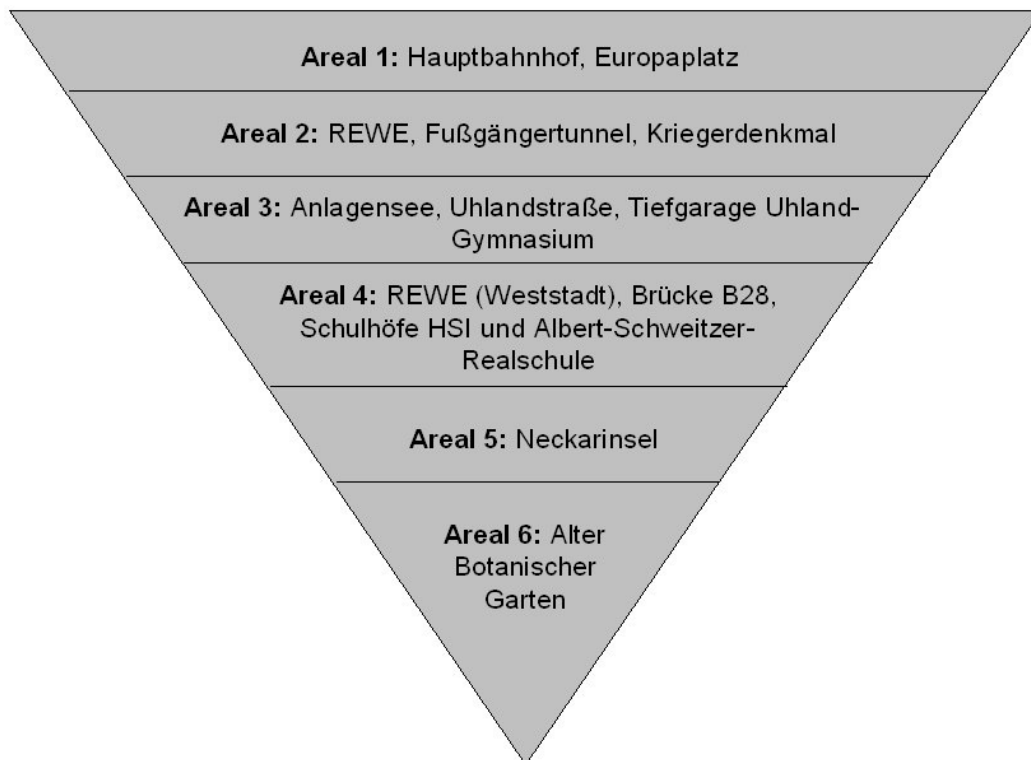 Areal 1: Hauptbahnhof, Europaplatz
Areal 2: REWE, Fußgängertunnel, Kriegerdenkmal
Areal 3: Anlagensee, Uhlandstraße, Tiefgarage Uhland-
Gymnasium
Areal 4: REWE (Weststadt), Brücke B28,
Schulhöfe HSI und Albert-Schweitzer-
Realschule
Areal 5: Neckarinsel
Areal 6: Alter
Botanischer
Garten